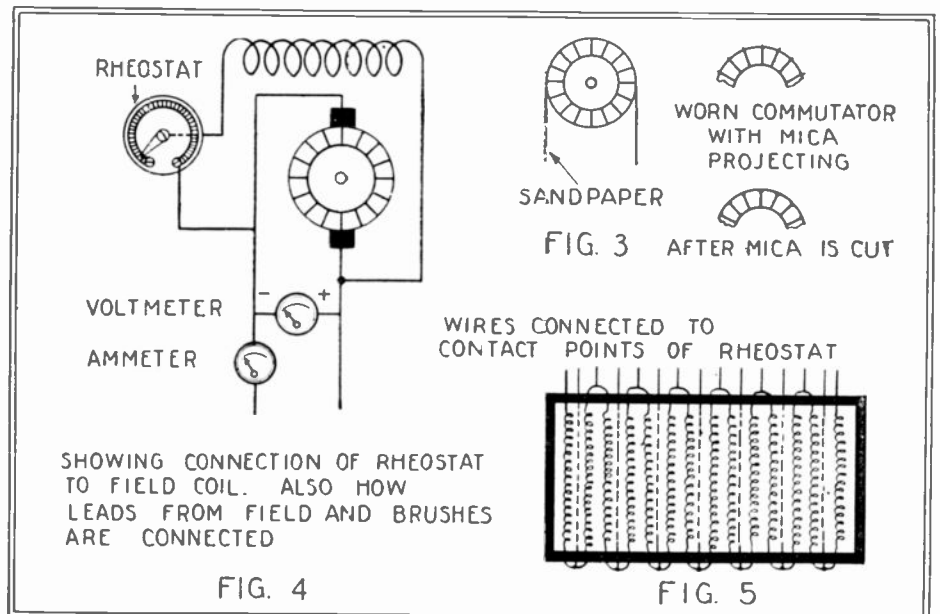 RHEOSTAT
- +
VOLTMETER
AMMETER
SHOWING CONNECTION OF RHEOSTAT
TO FIELD COIL. ALSO HOW
LEADS FROM FIELD AND BRUSHES
ARE CONNECTED
FIG. 4
SANDPAPER
FIG. 3
WORN COMMUTATOR
WITH MICA
PROJECTING
AFTER MICA IS CUT
WIRES CONNECTED TO
CONTACT POINTS OF RHEOSTAT
FIG. 5